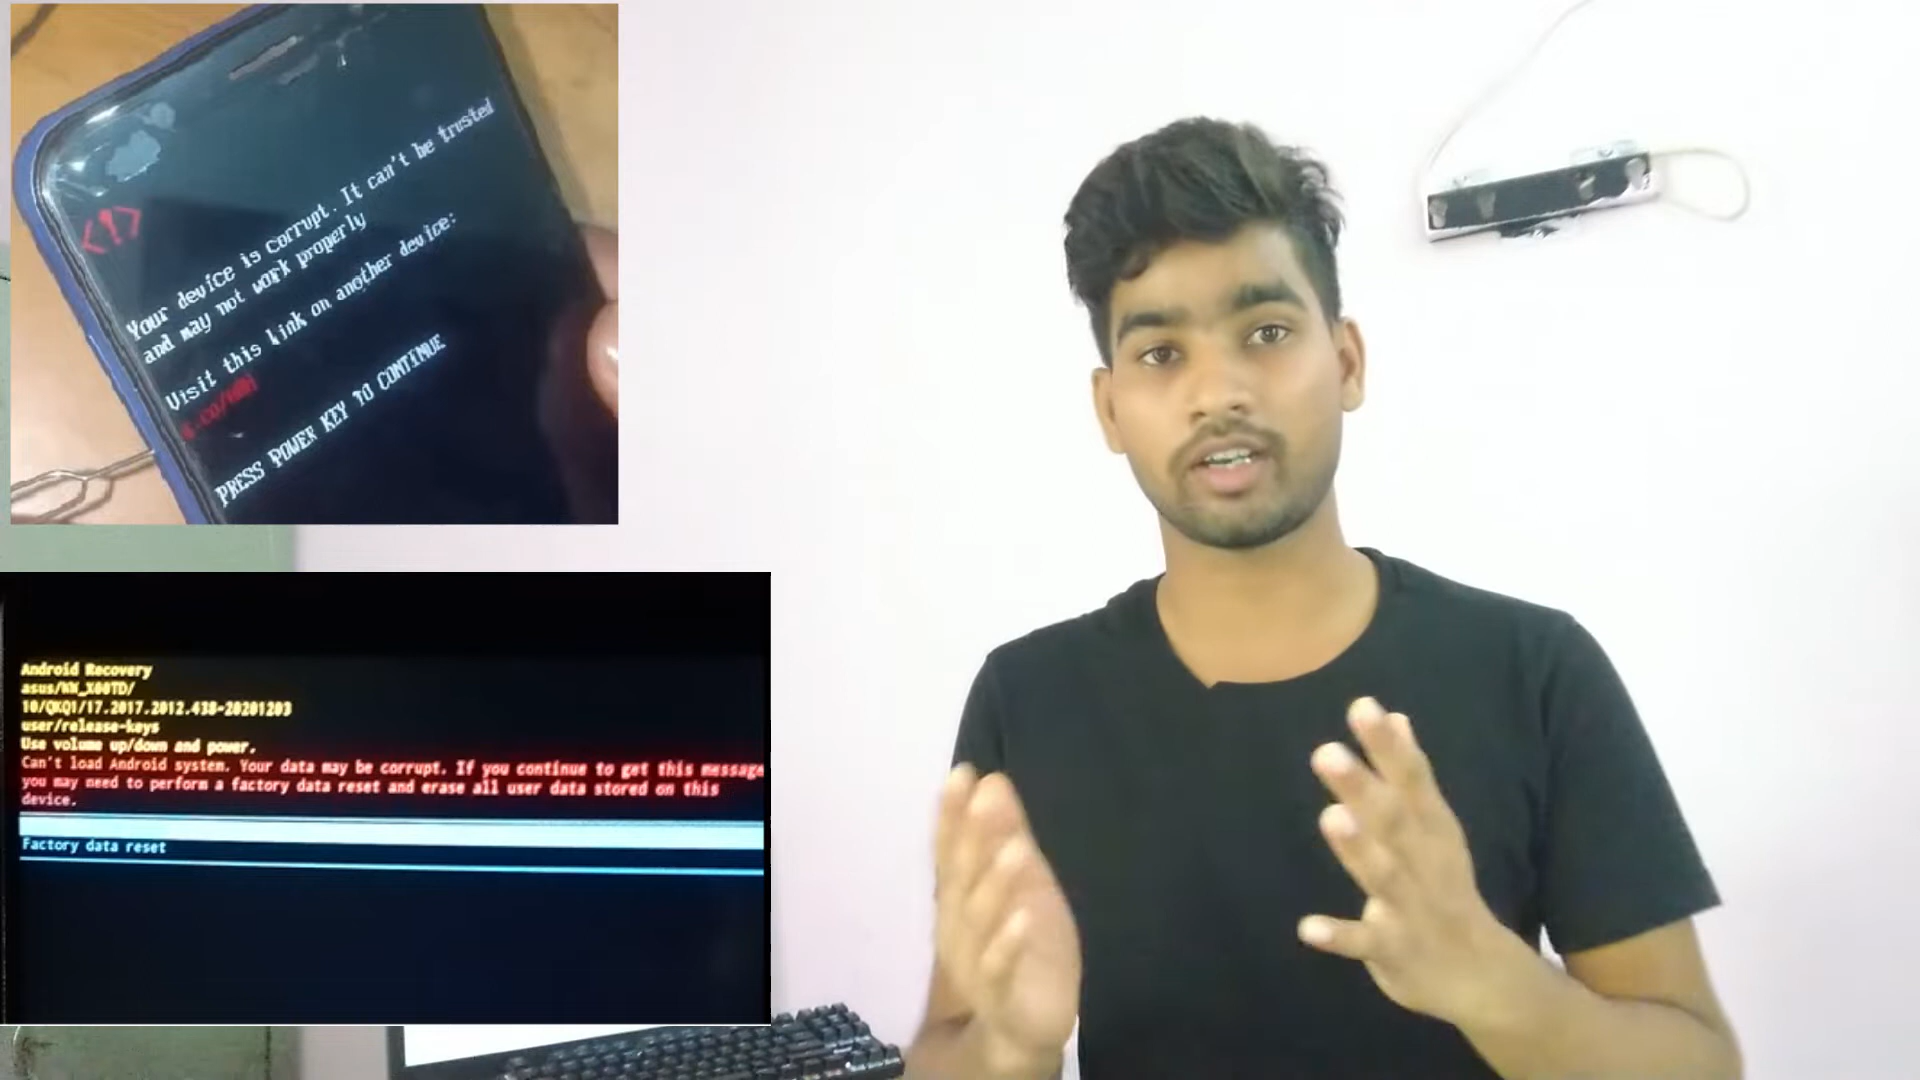 <!>
Your device is corrupt. It can't be trusted
and may not work properly
Visit this link on another device:
PRESS POWER KEY TO CONTINUE
Android Recovery
asus/WW_X00TD/
10/QKQ1/17.2017.2012.438-20201203
user/release-keys
Use volume up/down and power.
Can't load Android system. Your data may be corrupt. If you continue to get this message
you may need to perform a factory data reset and erase all user data stored on this
device.
Factory data reset